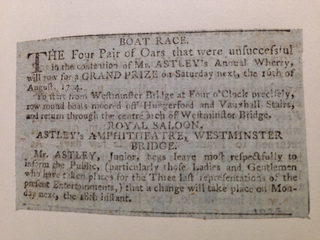 BOAT RACE.
THE Four Pair of Oars that were unsuccessful
in the contention of Mr. ASTLEY's Annual Wherry,
will row for a GRAND PRIZE on Saturday next, the 16th of
August, 1794.
To start from Westminster Bridge at Four o'Clock precisely,
row round boats moored off Hungerford and Vauxhall Stairs,
and return through the centre arch of Westminster Bridge.
ROYAL SALOON,
ASTLEY's AMPHITHEATRE, WESTMINSTER
BRIDGE.
Mr. ASTLEY, Junior, begs leave most respectfully to
inform the Public, (particularly those Ladies and Gentlemen
who have taken places for the Three last representations of the
present Entertainments,) that a change will take place on Mon-
day next, the 18th instant.